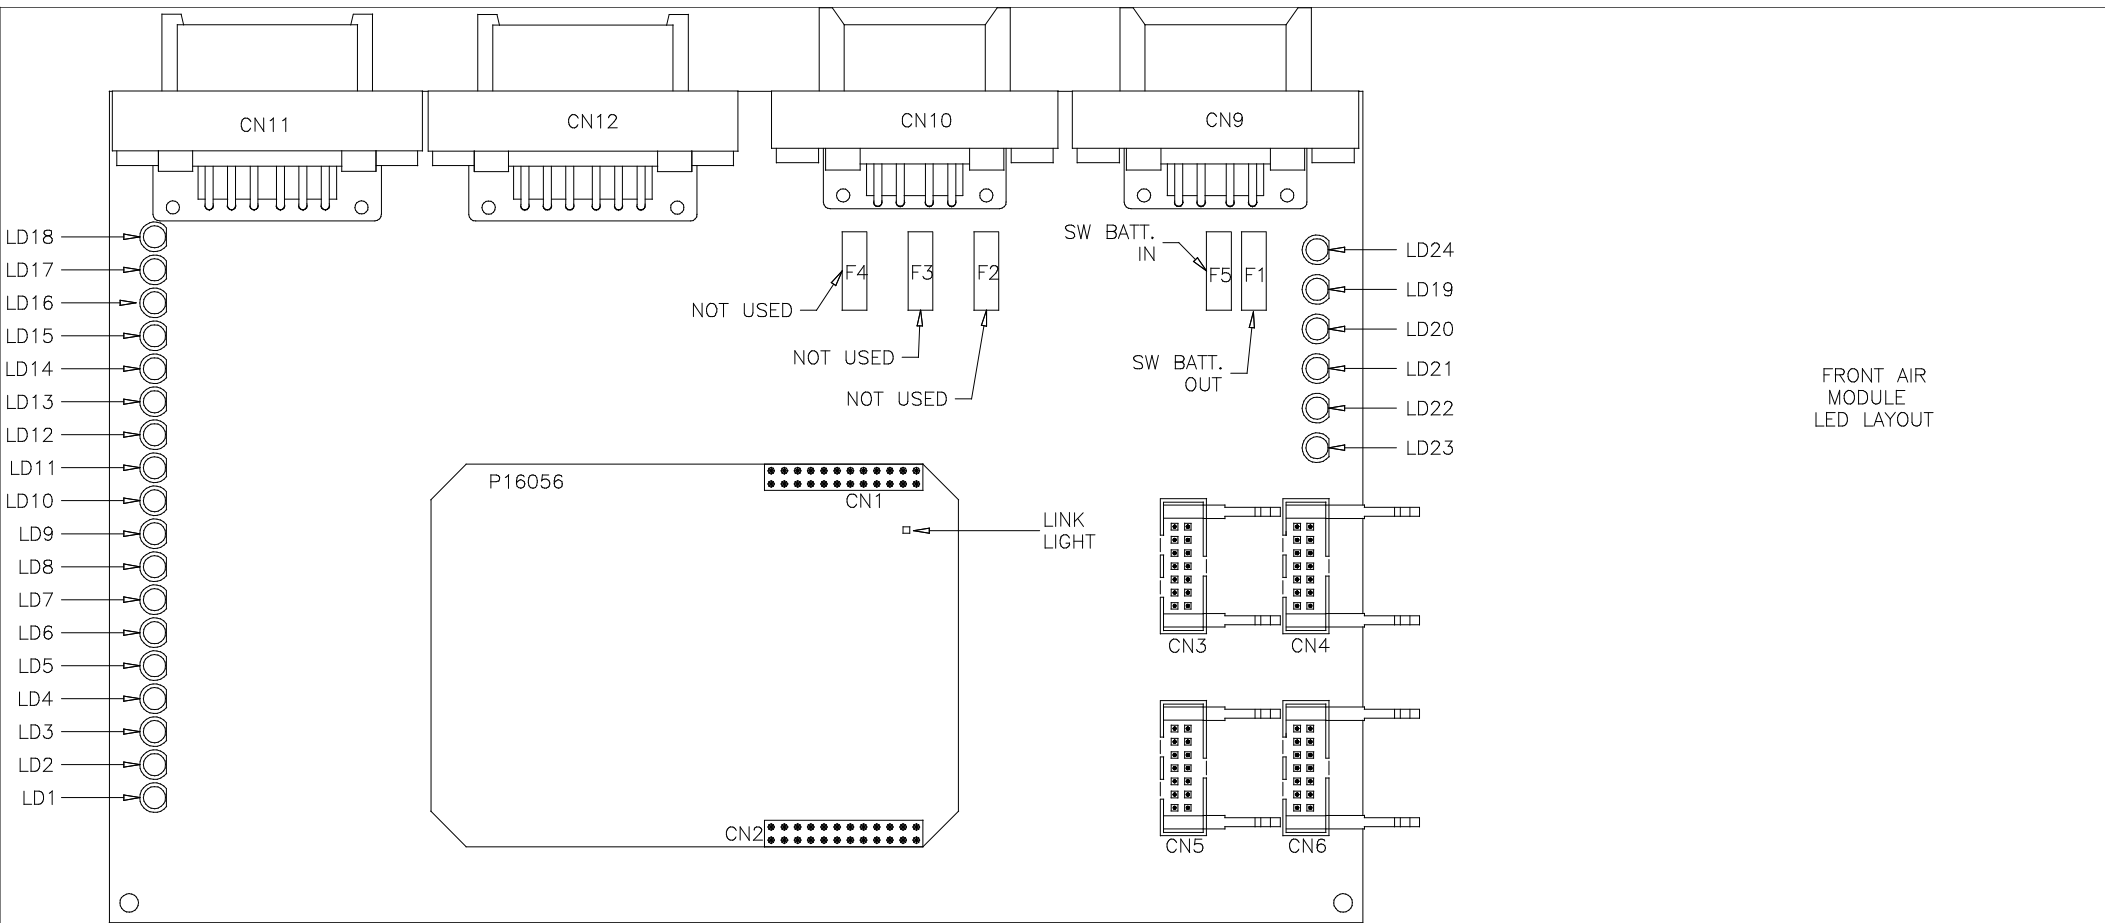 CN11
CN12
CN10
CN9
LD18
LD17
LD16
LD15
LD14
LD13
LD12
LD11
LD10
LD9
LD8
LD7
LD6
LD5
LD4
LD3
LD2
LD1
F4
F3
F2
NOT USED
NOT USED
NOT USED
SW BATT.
IN
F5
F1
SW BATT.
OUT
LD24
LD19
LD20
LD21
LD22
LD23
P16056
CN1
LINK
LIGHT
CN2
CN3
CN4
CN5
CN6
FRONT AIR
MODULE
LED LAYOUT